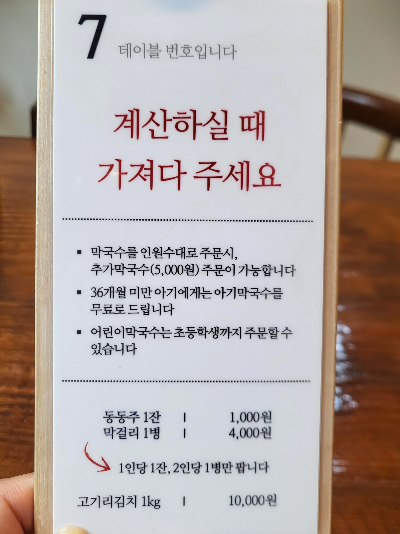 7 테이블 번호입니다
계산하실 때
가져다 주세요
▪ 막국수를 인원수대로 주문시,
추가막국수(5,000원) 주문이 가능합니다
▪ 36개월 미만 아기에게는 아기막국수를
무료로 드립니다
▪ 어린이막국수는 초등학생까지 주문할 수
있습니다
동동주 1잔 | 1,000원
막걸리 1병 | 4,000원
1인당 1잔, 2인당 1병만 팝니다
고기리김치 1kg | 10,000원